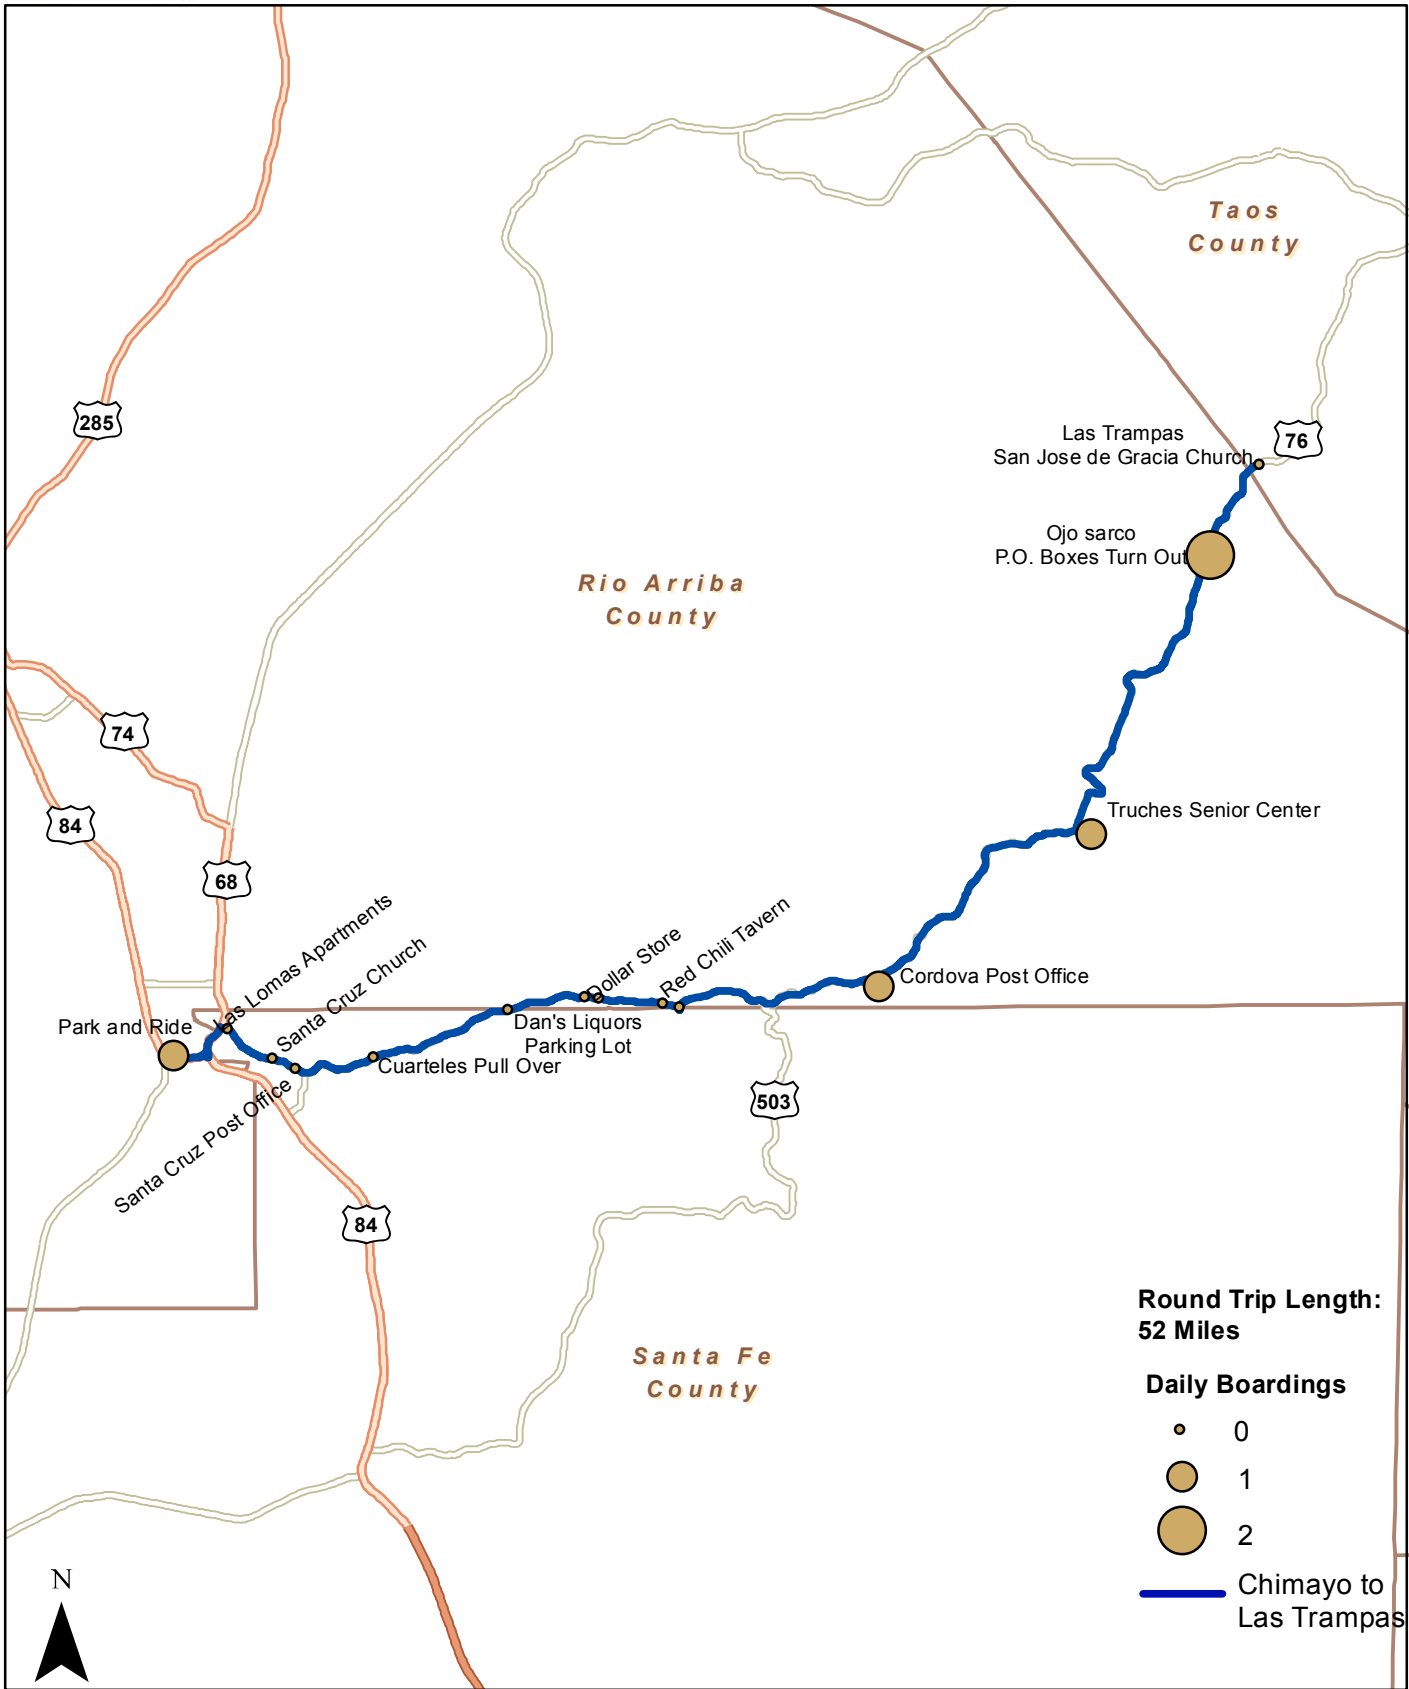 Taos
County
285
Las Trampas
San Jose de Gracia Church
76
Ojo sarco
P.O. Boxes Turn Out
Rio Arriba
County
74
84
Truches Senior Center
68
Las Lomas Apartments
Santa Cruz Church
Dollar Store
Red Chili Tavern
Cordova Post Office
Park and Ride
Dan's Liquors
Parking Lot
Cuarteles Pull Over
Santa Cruz Post Office
503
84
Santa Fe
County
Round Trip Length:
52 Miles
Daily Boardings
0
1
2
Chimayo to
Las Trampas
N